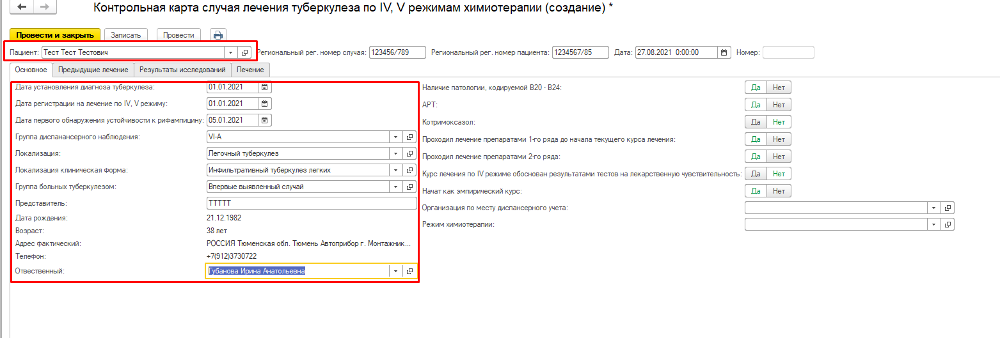 Контрольная карта случая лечения туберкулеза по IV, V режимам химиотерапии (создание) *
Провести и закрыть Записать Провести
Пациент: Тест Тест Тестович Региональный рег. номер случая: 123456/789 Региональный рег. номер пациента: 1234567/85 Дата: 27.08.2021 0:00:00 Номер:
Основное Предыдущие лечение Результаты исследований Лечение
Дата установления диагноза туберкулеза: 01.01.2021
Дата регистрации на лечение по IV, V режиму: 01.01.2021
Дата первого обнаружения устойчивости к рифампицину: 05.01.2021
Группа диспанансерного наблюдения: VI-А
Локализация: Легочный туберкулез
Локализация клиническая форма: Инфильтративный туберкулез легких
Группа больных туберкулезом: Впервые выявленный случай
Представитель: ТТТТТ
Дата рождения: 21.12.1982
Возраст: 38 лет
Адрес фактический: РОССИЯ Тюменская обл. Тюмень Автоприбор г. Монтажник...
Телефон: +7(912)3730722
Отвественный: Губанова Ирина Анатольевна
Наличие патологии, кодируемой В20 - В24: Да Нет
АРТ: Да Нет
Котримоксазол: Да Нет
Проходил лечение препаратами 1-го ряда до начала текущего курса лечения: Да Нет
Проходил лечение препаратами 2-го ряда: Да Нет
Курс лечения по IV режиме обоснован результатами тестов на лекарственную чувствительность: Да Нет
Начат как эмпирический курс: Да Нет
Организация по месту диспансерного учета:
Режим химиотерапии: